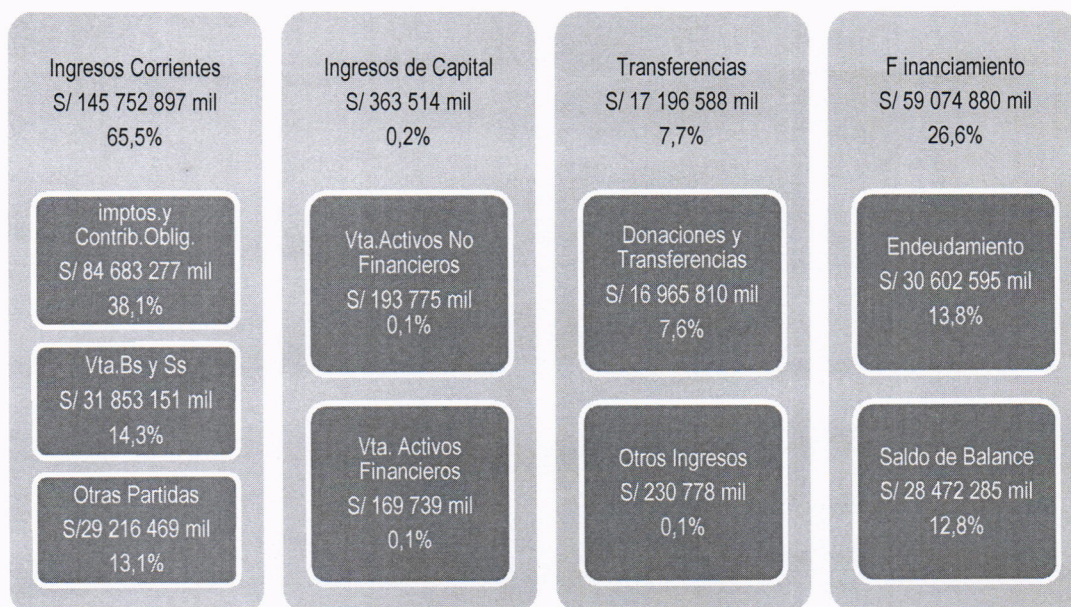 Ingresos Corrientes
S/ 145 752 897 mil
65,5%
imptos.y
Contrib.Oblig.
S/ 84 683 277 mil
38,1%
Vta.Bs y Ss
S/ 31 853 151 mil
14,3%
Otras Partidas
S/29 216 469 mil
13,1%
Ingresos de Capital
S/ 363 514 mil
0,2%
Vta.Activos No
Financieros
S/ 193 775 mil
0,1%
Vta. Activos
Financieros
S/ 169 739 mil
0,1%
Transferencias
S/ 17 196 588 mil
7,7%
Donaciones y
Transferencias
S/ 16 965 810 mil
7,6%
Otros Ingresos
S/ 230 778 mil
0,1%
F inanciamiento
S/ 59 074 880 mil
26,6%
Endeudamiento
S/ 30 602 595 mil
13,8%
Saldo de Balance
S/ 28 472 285 mil
12,8%